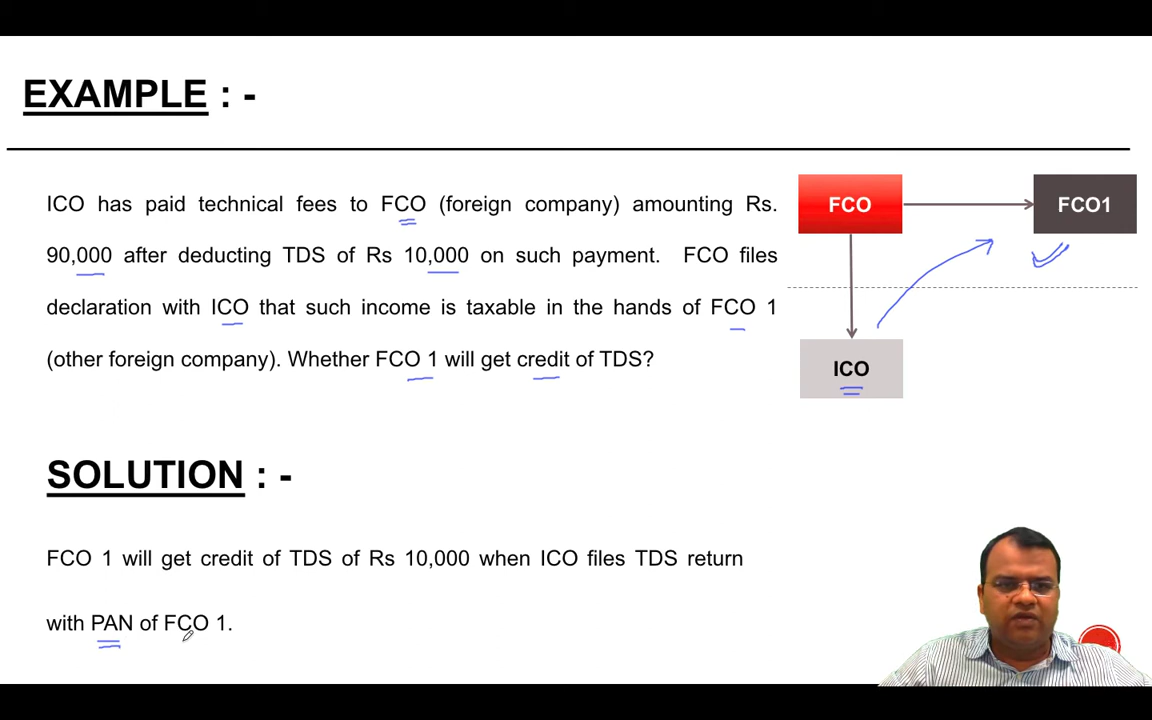 EXAMPLE : -
ICO has paid technical fees to FCO (foreign company) amounting Rs.
90,000 after deducting TDS of Rs 10,000 on such payment. FCO files
declaration with ICO that such income is taxable in the hands of FCO 1
(other foreign company). Whether FCO 1 will get credit of TDS?
FCO
FCO1
ICO
SOLUTION : -
FCO 1 will get credit of TDS of Rs 10,000 when ICO files TDS return
with PAN of FCO 1.